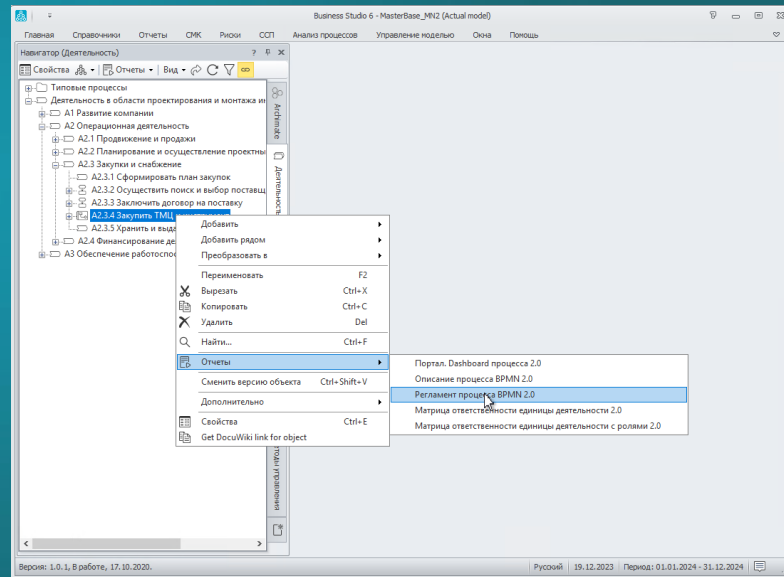 Business Studio 6 - MasterBase_MN2 (Actual model)
Главная Справочники Отчеты СМК Риски ССП Анализ процессов Управление моделью Окна Помощь
Навигатор (Деятельность)
Свойства Отчеты Вид
Типовые процессы
Деятельность в области проектирования и монтажа ин
A1 Развитие компании
A2 Операционная деятельность
A2.1 Продвижение и продажи
A2.2 Планирование и осуществление проектны
A2.3 Закупки и снабжение
A2.3.1 Сформировать план закупок
A2.3.2 Осуществить поиск и выбор поставщ
A2.3.3 Заключить договор на поставку
A2.3.4 Закупить ТМЦ
A2.3.5 Хранить и выда
A2.4 Финансирование де
A3 Обеспечение работоспос
Archimate
Деятельность
Добавить
Добавить рядом
Преобразовать в
Переименовать F2
Вырезать Ctrl+X
Копировать Ctrl+C
Удалить Del
Найти... Ctrl+F
Отчеты
Сменить версию объекта Ctrl+Shift+V
Дополнительно
Свойства Ctrl+E
Get DocuWiki link for object
Портал. Dashboard процесса 2.0
Описание процесса BPMN 2.0
Регламент процесса BPMN 2.0
Матрица ответственности единицы деятельности 2.0
Матрица ответственности единицы деятельности с ролями 2.0
управления
Версия: 1.0.1, В работе, 17.10.2020.
Русский 19.12.2023 Период: 01.01.2024 - 31.12.2024